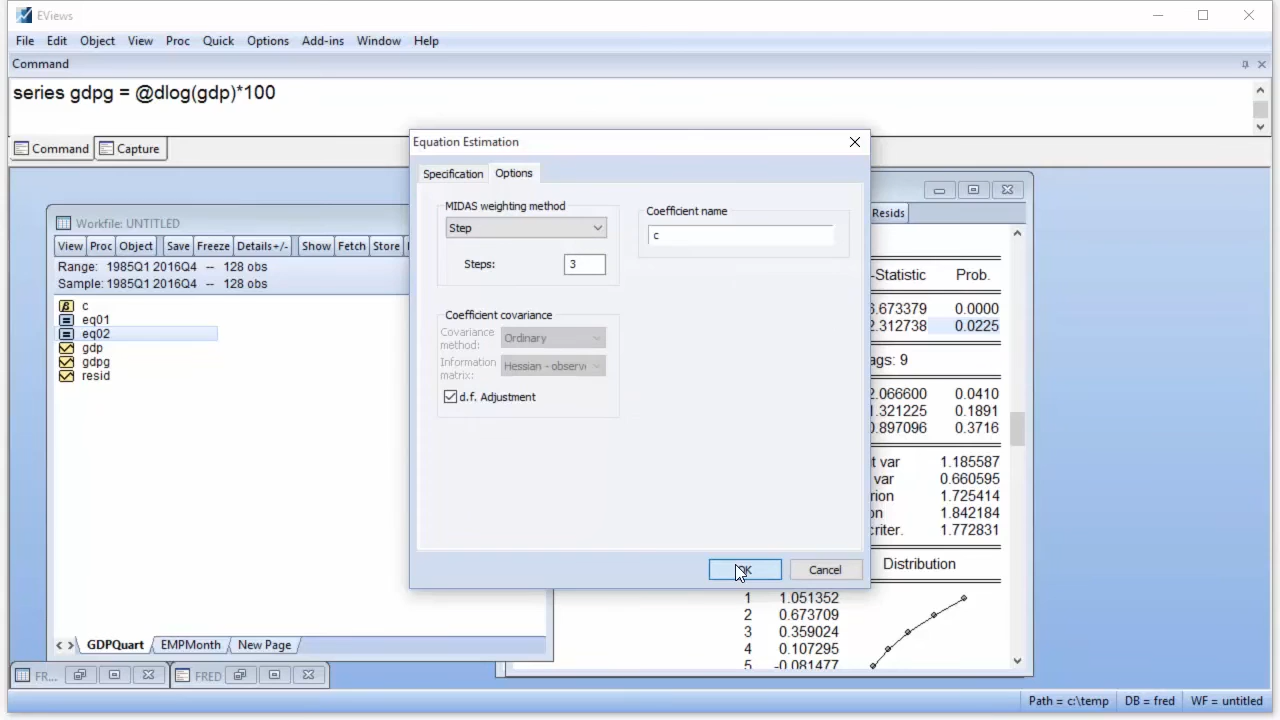 EViews
File Edit Object View Proc Quick Options Add-ins Window Help
Command
series gdpg = @dlog(gdp)*100
Command Capture
Workfile: UNTITLED
View Proc Object Save Freeze Details+/- Show Fetch Store
Range: 1985Q1 2016Q4 -- 128 obs
Sample: 1985Q1 2016Q4 -- 128 obs
c
eq01
eq02
gdp
gdpg
resid
GDPQuart EMPMonth New Page
Equation Estimation
Specification Options
MIDAS weighting method
Step
Steps: 3
Coefficient covariance
Covariance method: Ordinary
Information matrix: Hessian - observ
d.f. Adjustment
Coefficient name
c
OK Cancel
Resids
-Statistic Prob.
6.673379 0.0000
2.312738 0.0225
ags: 9
2.066600 0.0410
1.321225 0.1891
0.897096 0.3716
t var 1.185587
var 0.660595
rion 1.725414
on 1.842184
criter. 1.772831
Distribution
1 1.051352
2 0.673709
3 0.359024
4 0.107295
5 -0.081477
FR... FRED
Path = c:\temp DB = fred WF = untitled